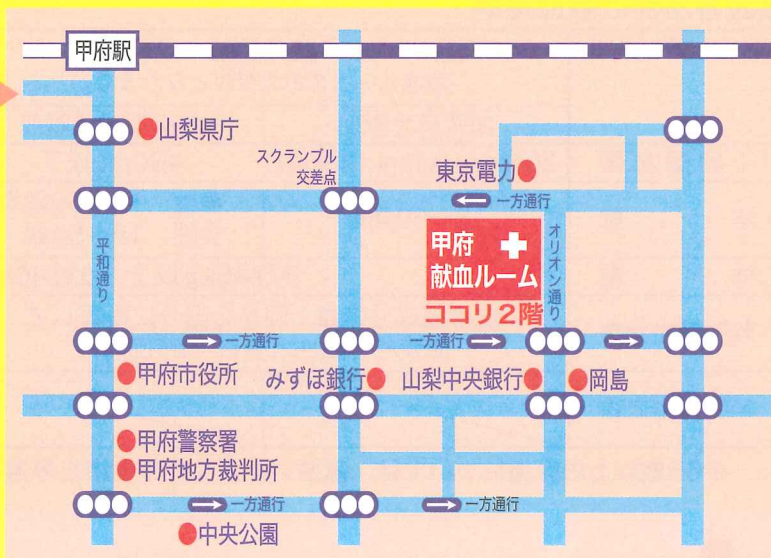 甲府駅
山梨県庁
スクランブル
交差点
東京電力
一方通行
平和通り
甲府
献血ルーム
ココリ2階
オリオン通り
一方通行
一方通行
甲府市役所
みずほ銀行
山梨中央銀行
岡島
甲府警察署
甲府地方裁判所
一方通行
一方通行
中央公園